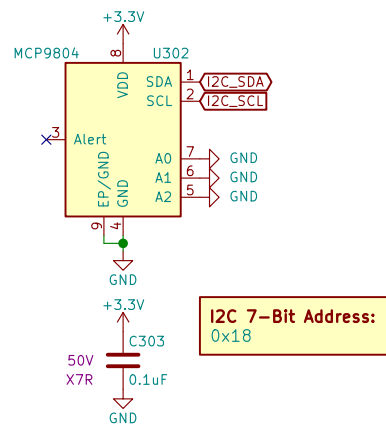 +3.3V
MCP9804
U302
8
VDD
SDA
1
I2C_SDA
SCL
2
I2C_SCL
3
Alert
A0
7
GND
A1
6
GND
A2
5
GND
EP/GND
GND
9
4
GND
+3.3V
C303
50V
X7R
0.1uF
GND
I2C 7-Bit Address:
0x18